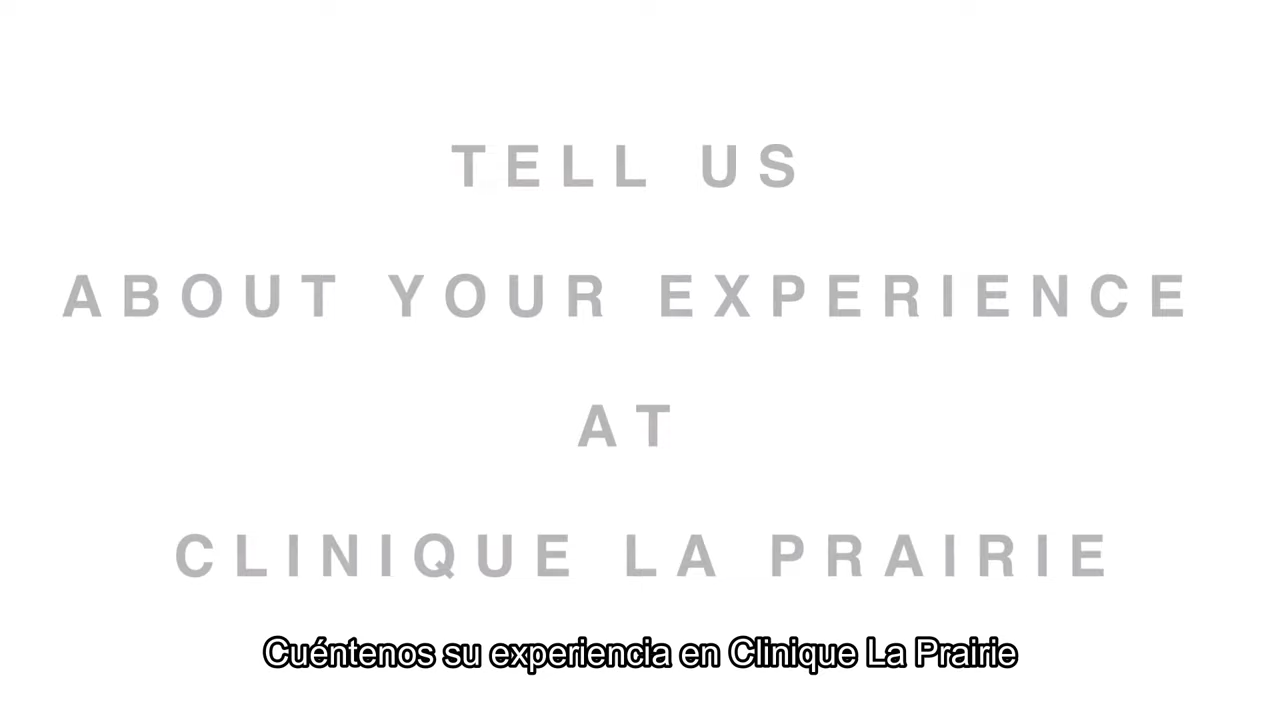 TELL US
ABOUT YOUR EXPERIENCE
AT
CLINIQUE LA PRAIRIE
Cuéntenos su experiencia en Clinique La Prairie